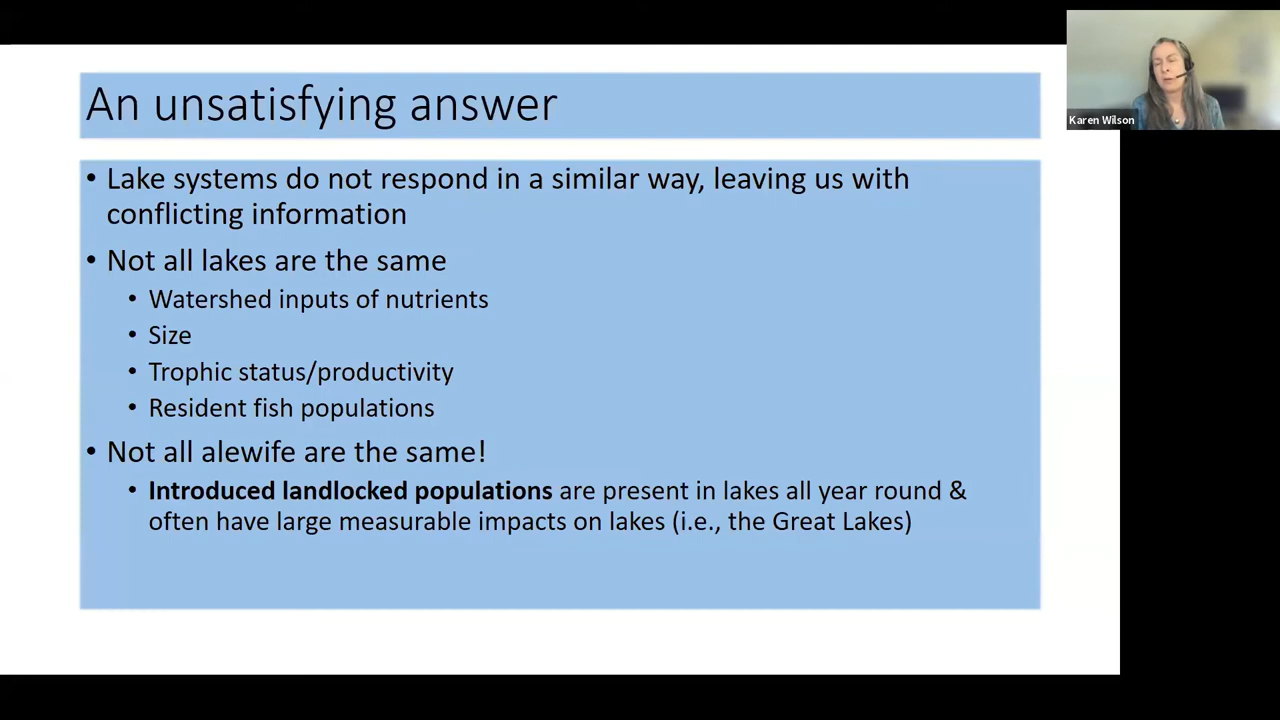 An unsatisfying answer
• Lake systems do not respond in a similar way, leaving us with
conflicting information
• Not all lakes are the same
• Watershed inputs of nutrients
• Size
• Trophic status/productivity
• Resident fish populations
• Not all alewife are the same!
• Introduced landlocked populations are present in lakes all year round &
often have large measurable impacts on lakes (i.e., the Great Lakes)
Karen Wilson